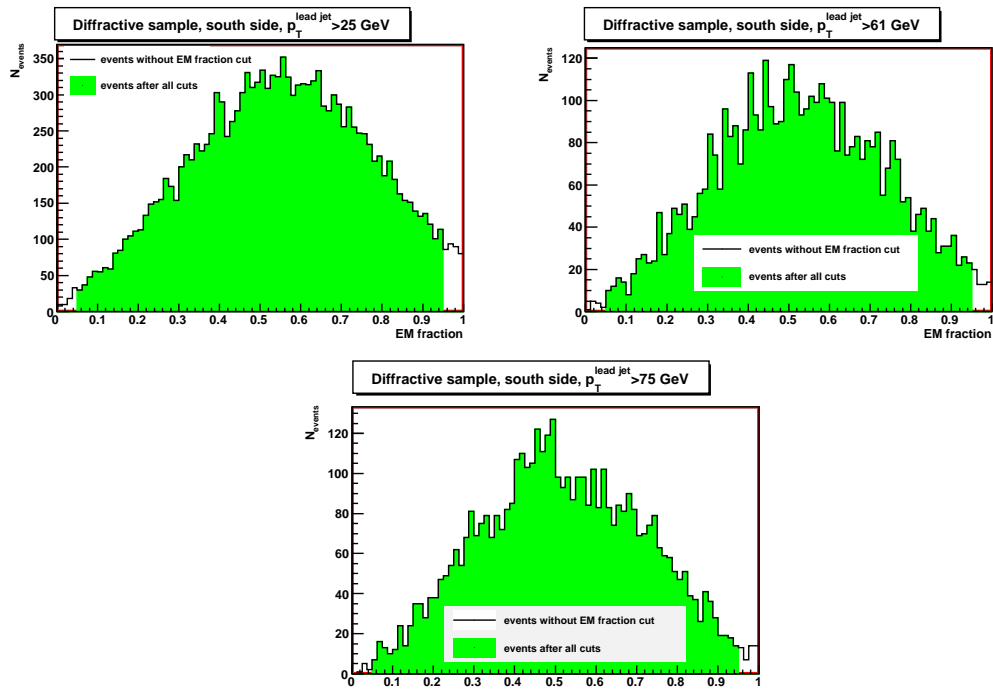 Diffractive sample, south side, p_T^{lead jet}>25 GeV
N_events
350
300
250
200
150
100
50
0
events without EM fraction cut
events after all cuts
0 0.1 0.2 0.3 0.4 0.5 0.6 0.7 0.8 0.9 1
EM fraction
Diffractive sample, south side, p_T^{lead jet}>61 GeV
N_events
120
100
80
60
40
20
0
events without EM fraction cut
events after all cuts
0 0.1 0.2 0.3 0.4 0.5 0.6 0.7 0.8 0.9 1
EM fraction
Diffractive sample, south side, p_T^{lead jet}>75 GeV
N_events
120
100
80
60
40
20
0
events without EM fraction cut
events after all cuts
0 0.1 0.2 0.3 0.4 0.5 0.6 0.7 0.8 0.9 1